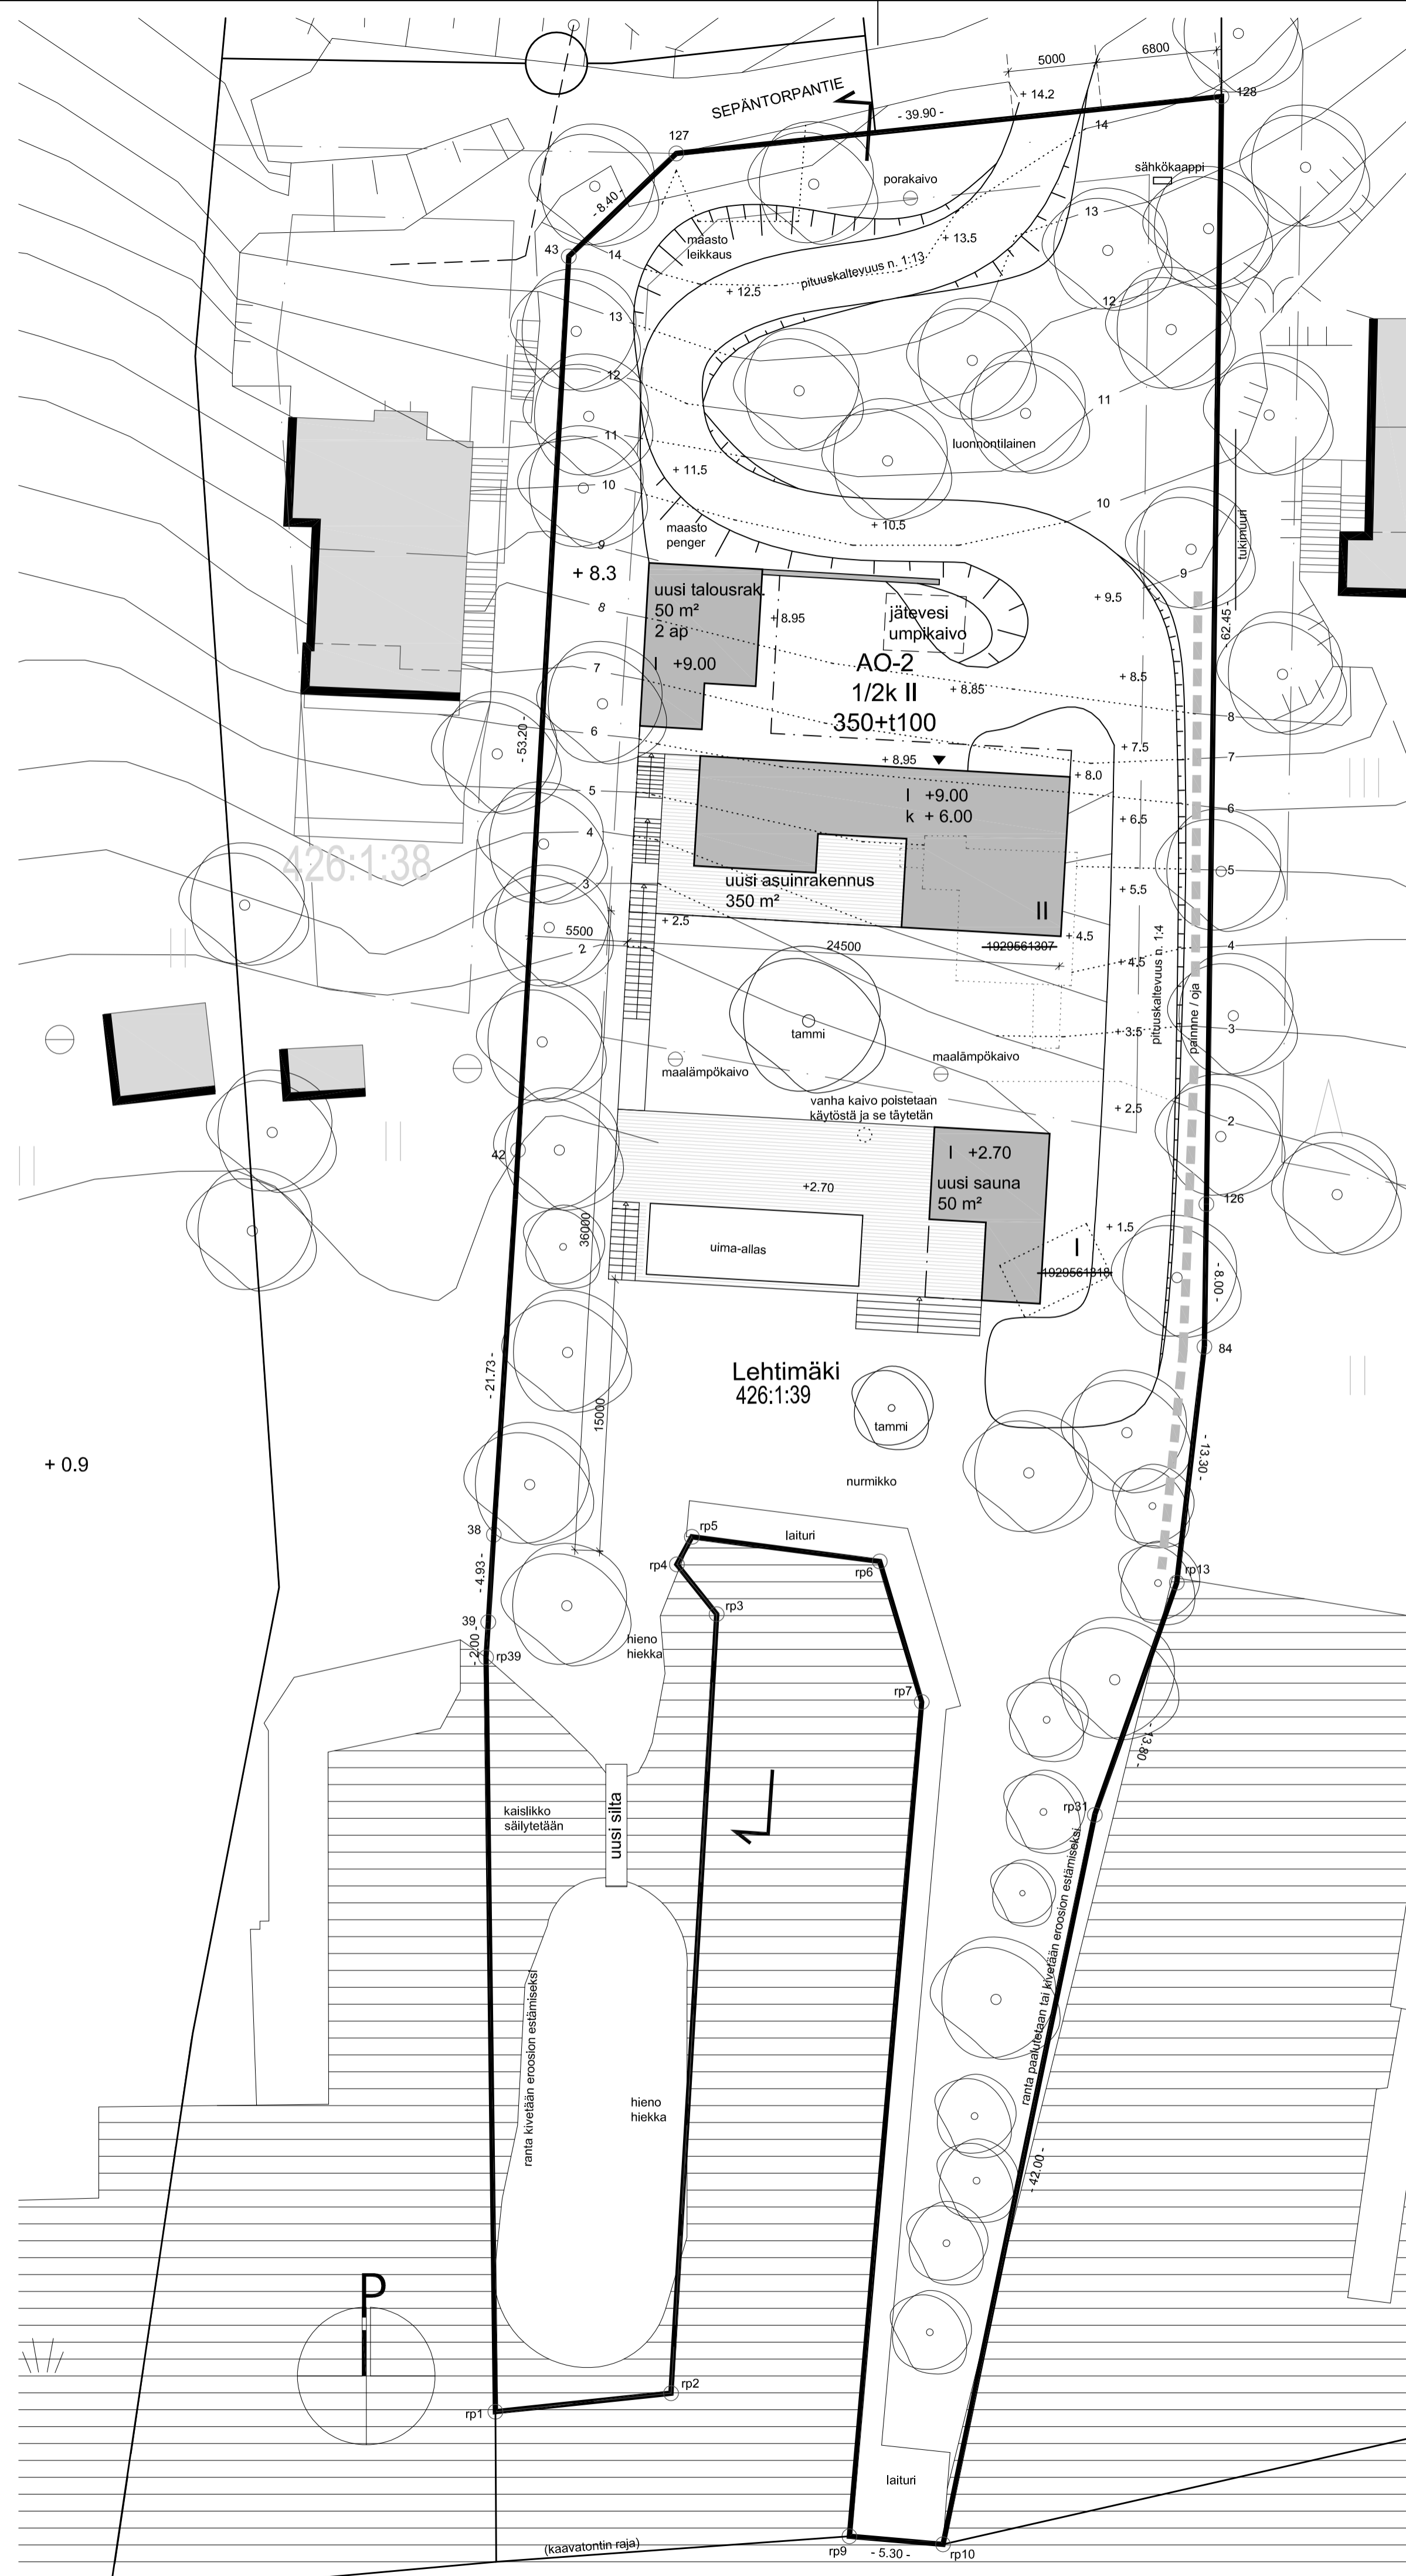 5000
6800
128
+ 14.2
SEPÄNTORPANTIE
- 39.90 -
127
14
sähkökaappi
porakaivo
- 8.40 -
13
+ 13.5
maasto
leikkaus
43
14
pituuskaltevuus n. 1:13
+ 12.5
12
13
12
11
11
luonnontilainen
+ 11.5
10
10
+ 10.5
maasto
penger
tukimuuri
9
+ 8.3
9
uusi talousrak.
50 m²
2 ap
I +9.00
+ 8.95
jätevesi
umpikaivo
+ 9.5
- 62.45 -
8
AO-2
1/2k II
350+t100
7
+ 8.85
+ 8.5
8
6
- 53.20 -
+ 7.5
7
+ 8.95
+ 8.0
5
I +9.00
k + 6.00
6
+ 6.5
4
426:1:38
5
3
uusi asuinrakennus
350 m²
+ 5.5
II
+ 2.5
5500
2
24500
1929561307
+ 4.5
4
+ 4.5
pituuskaltevuus n. 1:4
painnne / oja
tammi
3
+ 3.5
maalämpökaivo
maalämpökaivo
vanha kaivo poistetaan
käytöstä ja se täytetän
+ 2.5
2
42
I +2.70
uusi sauna
50 m²
+2.70
126
36000
uima-allas
+ 1.5
I
1929561318
- 8.00 -
84
- 21.73 -
Lehtimäki
426:1:39
15000
tammi
- 13.30 -
+ 0.9
nurmikko
38
rp5
laituri
rp4
rp6
- 4.93 -
rp13
39
rp3
- 2.00 -
rp39
hieno
hiekka
rp7
- 13.80 -
kaislikko
säilytetään
uusi silta
rp31
ranta paalutetaan tai kivetään eroosion estämiseksi
ranta kivetään eroosion estämiseksi
hieno
hiekka
- 42.00 -
P
rp2
rp1
laituri
(kaavatontin raja)
rp9
- 5.30 -
rp10